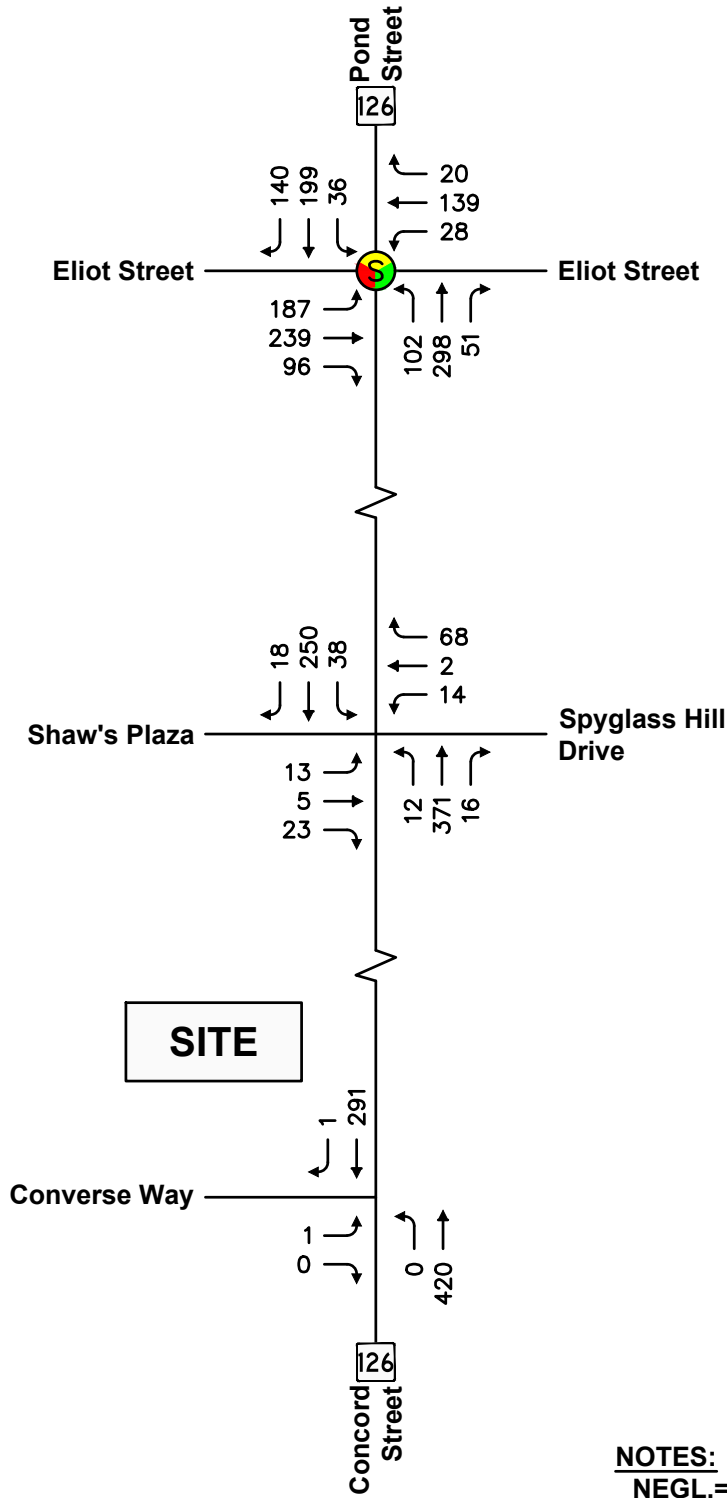 Pond
Street
126
140
199
36
20
139
28
Eliot Street
S
Eliot Street
187
239
96
102
298
51
18
250
38
68
2
14
Shaw's Plaza
Spyglass Hill
Drive
13
5
23
12
371
16
SITE
1
291
Converse Way
1
0
0
420
126
Concord
Street
NOTES:
NEGL.=